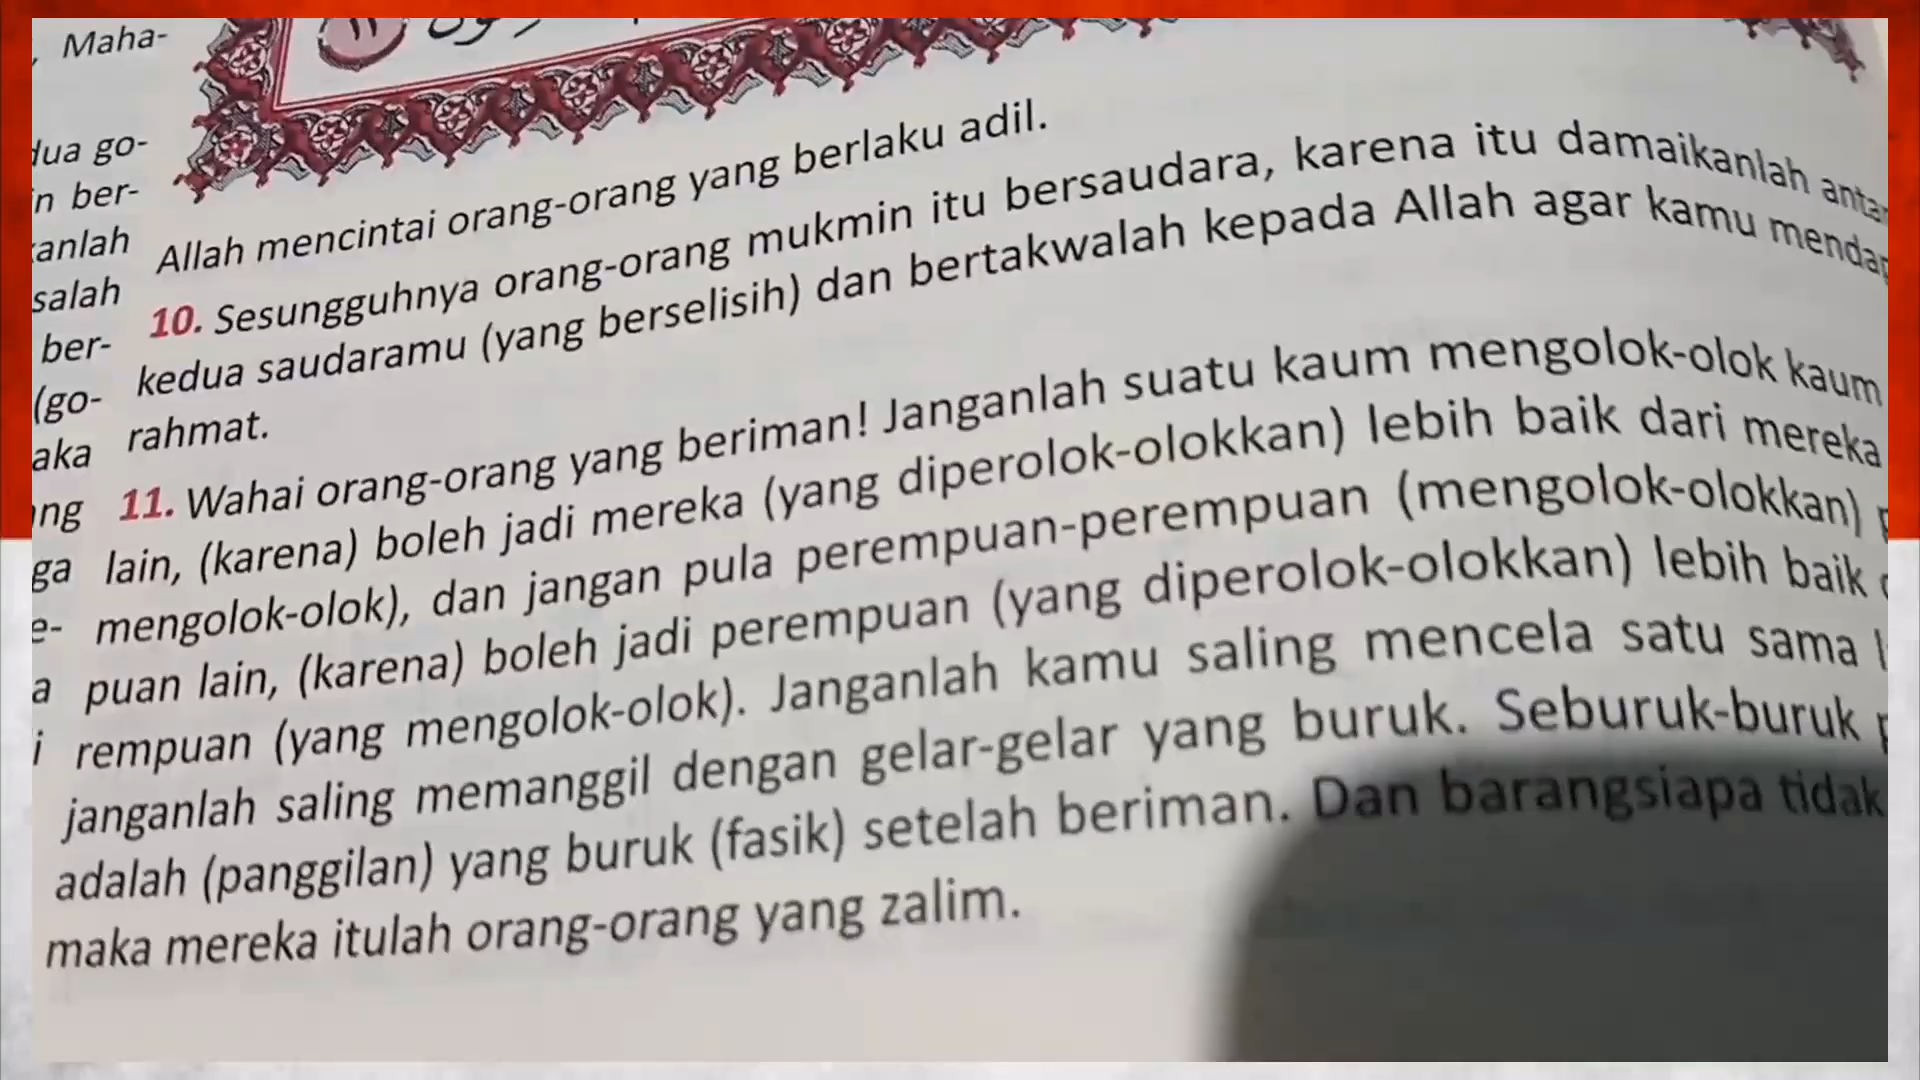 , Maha-
dua go-
n ber-
kanlah
salah
ber-
(go-
aka
ng
ga
e-
a
i
١١
Allah mencintai orang-orang yang berlaku adil.
10. Sesungguhnya orang-orang mukmin itu bersaudara, karena itu damaikanlah antar
kedua saudaramu (yang berselisih) dan bertakwalah kepada Allah agar kamu mendap
rahmat.
11. Wahai orang-orang yang beriman! Janganlah suatu kaum mengolok-olok kaum
lain, (karena) boleh jadi mereka (yang diperolok-olokkan) lebih baik dari mereka
mengolok-olok), dan jangan pula perempuan-perempuan (mengolok-olokkan)
puan lain, (karena) boleh jadi perempuan (yang diperolok-olokkan) lebih baik
rempuan (yang mengolok-olok). Janganlah kamu saling mencela satu sama
janganlah saling memanggil dengan gelar-gelar yang buruk. Seburuk-buruk
adalah (panggilan) yang buruk (fasik) setelah beriman. Dan barangsiapa tidak
maka mereka itulah orang-orang yang zalim.